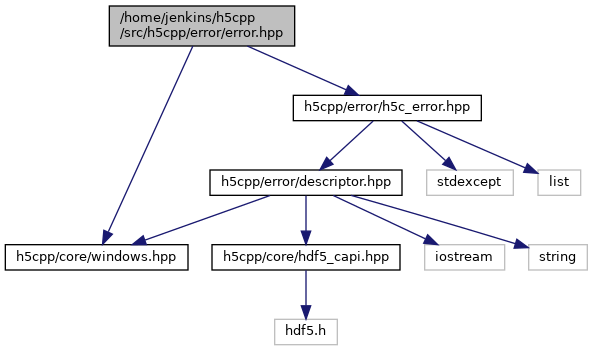 /home/jenkins/h5cpp
/src/h5cpp/error/error.hpp
h5cpp/error/h5c_error.hpp
h5cpp/error/descriptor.hpp
stdexcept
list
h5cpp/core/windows.hpp
h5cpp/core/hdf5_capi.hpp
iostream
string
hdf5.h